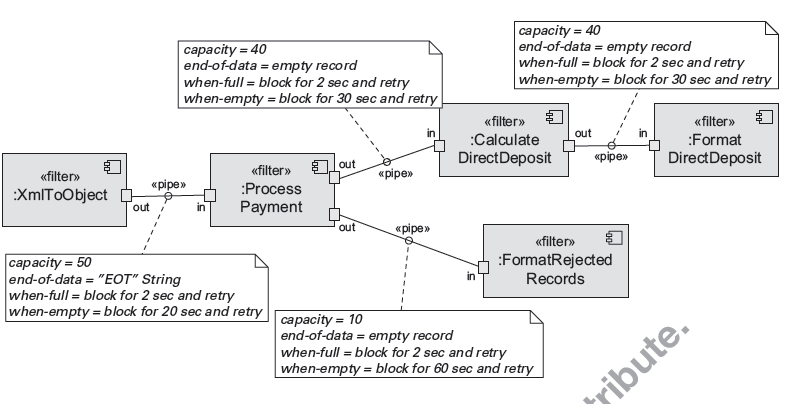 capacity = 40
end-of-data = empty record
when-full = block for 2 sec and retry
when-empty = block for 30 sec and retry
capacity = 40
end-of-data = empty record
when-full = block for 2 sec and retry
when-empty = block for 30 sec and retry
«filter»
:XmlToObject
out
«pipe»
in
«filter»
:Process
Payment
out
out
«pipe»
in
«filter»
:Calculate
DirectDeposit
out
«pipe»
in
«filter»
:Format
DirectDeposit
«pipe»
in
«filter»
:FormatRejected
Records
capacity = 50
end-of-data = "EOT" String
when-full = block for 2 sec and retry
when-empty = block for 20 sec and retry
capacity = 10
end-of-data = empty record
when-full = block for 2 sec and retry
when-empty = block for 60 sec and retry